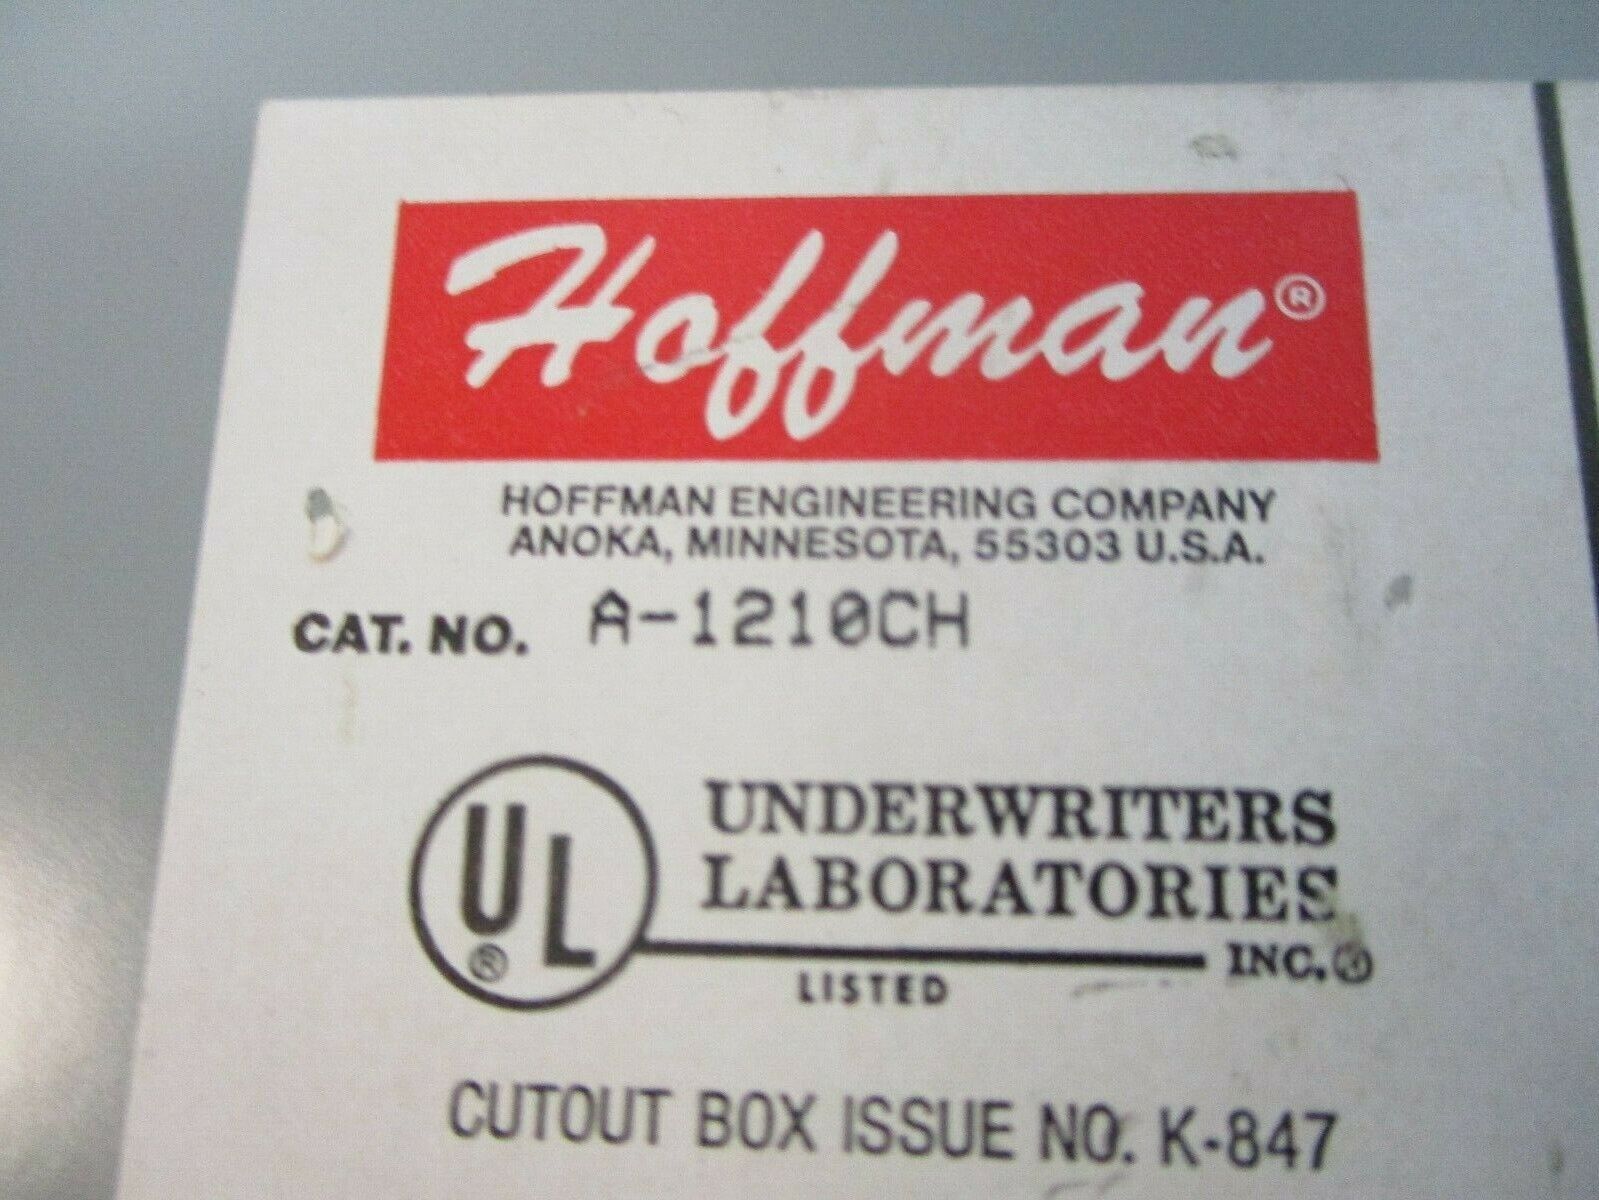 Hoffman®
HOFFMAN ENGINEERING COMPANY
ANOKA, MINNESOTA, 55303 U.S.A.
CAT. NO. A-1210CH
UL®
UNDERWRITERS
LABORATORIES
INC.®
LISTED
CUTOUT BOX ISSUE NO. K-847